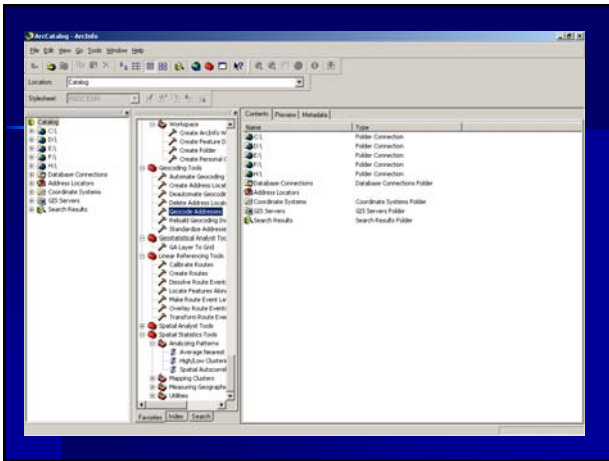 ArcCatalog - ArcInfo
File Edit View Go Tools Window Help
Location: Catalog
Stylesheet: FGDC ESRI
Catalog
C:\
D:\
E:\
F:\
H:\
Database Connections
Address Locators
Coordinate Systems
GIS Servers
Search Results
Workspace
Create ArcInfo W
Create Feature D
Create Folder
Create Personal G
Geocoding Tools
Automate Geocoding
Create Address Locat
Deautomate Geocodin
Delete Address Locato
Geocode Addresses
Rebuild Geocoding Ind
Standardize Addresse
Geostatistical Analyst Too
GA Layer To Grid
Linear Referencing Tools
Calibrate Routes
Create Routes
Dissolve Route Events
Locate Features Alon
Make Route Event La
Overlay Route Events
Transform Route Eve
Spatial Analyst Tools
Spatial Statistics Tools
Analyzing Patterns
Average Nearest
High/Low Clusteri
Spatial Autocorrel
Mapping Clusters
Measuring Geographi
Utilities
Favorites Index Search
Contents Preview Metadata
Name Type
C:\ Folder Connection
D:\ Folder Connection
E:\ Folder Connection
F:\ Folder Connection
H:\ Folder Connection
Database Connections Database Connections Folder
Address Locators
Coordinate Systems Coordinate Systems Folder
GIS Servers GIS Servers Folder
Search Results Search Results Folder